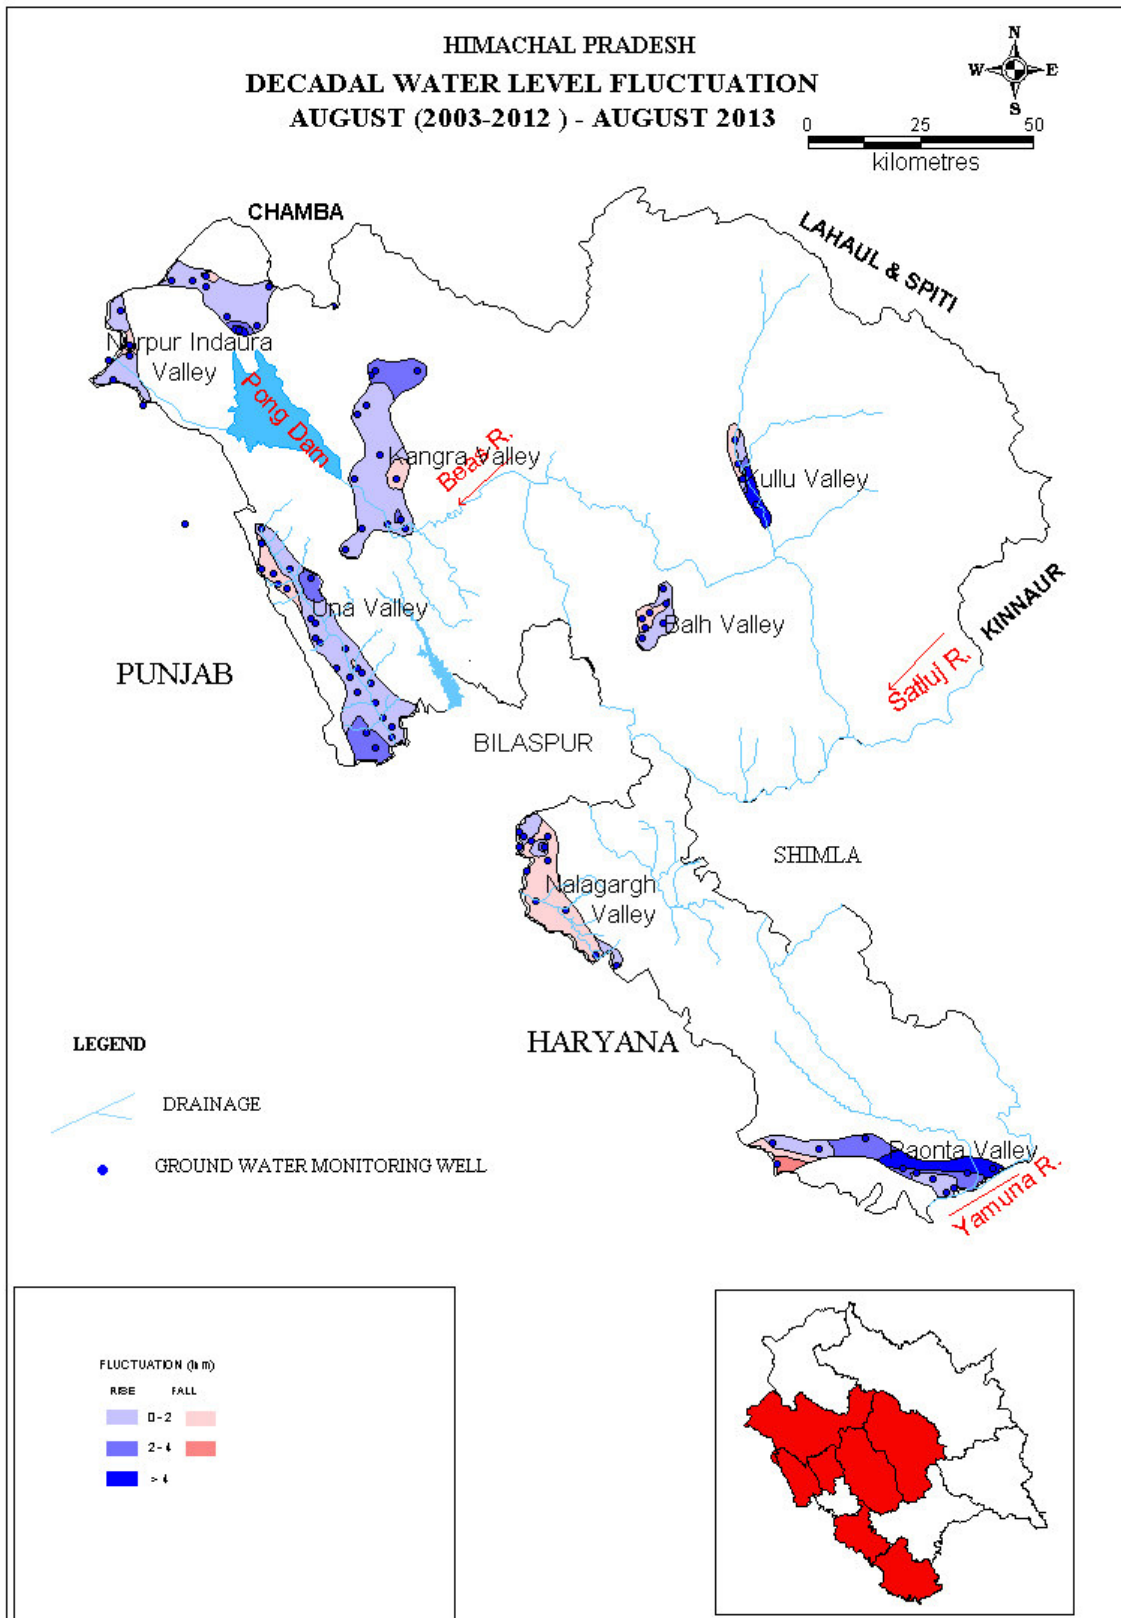 HIMACHAL PRADESH
DECADAL WATER LEVEL FLUCTUATION
AUGUST (2003-2012 ) - AUGUST 2013
N
W E
S
0 25 50
kilometres
CHAMBA
LAHAUL & SPITI
Nurpur Indaura
Valley
Pong Dam
Kangra Valley
Beas R.
Kullu Valley
Una Valley
Balh Valley
KINNAUR
Satluj R.
PUNJAB
BILASPUR
SHIMLA
Nalagargh
Valley
HARYANA
LEGEND
DRAINAGE
GROUND WATER MONITORING WELL
Paonta Valley
Yamuna R.
FLUCTUATION (In m)
RISE FALL
0-2
2-4
>4